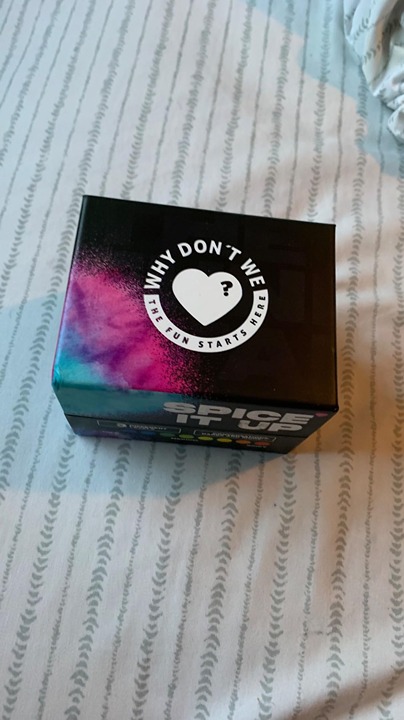 WHY DON'T WE
?
THE FUN STARTS HERE
SPICE
IT UP